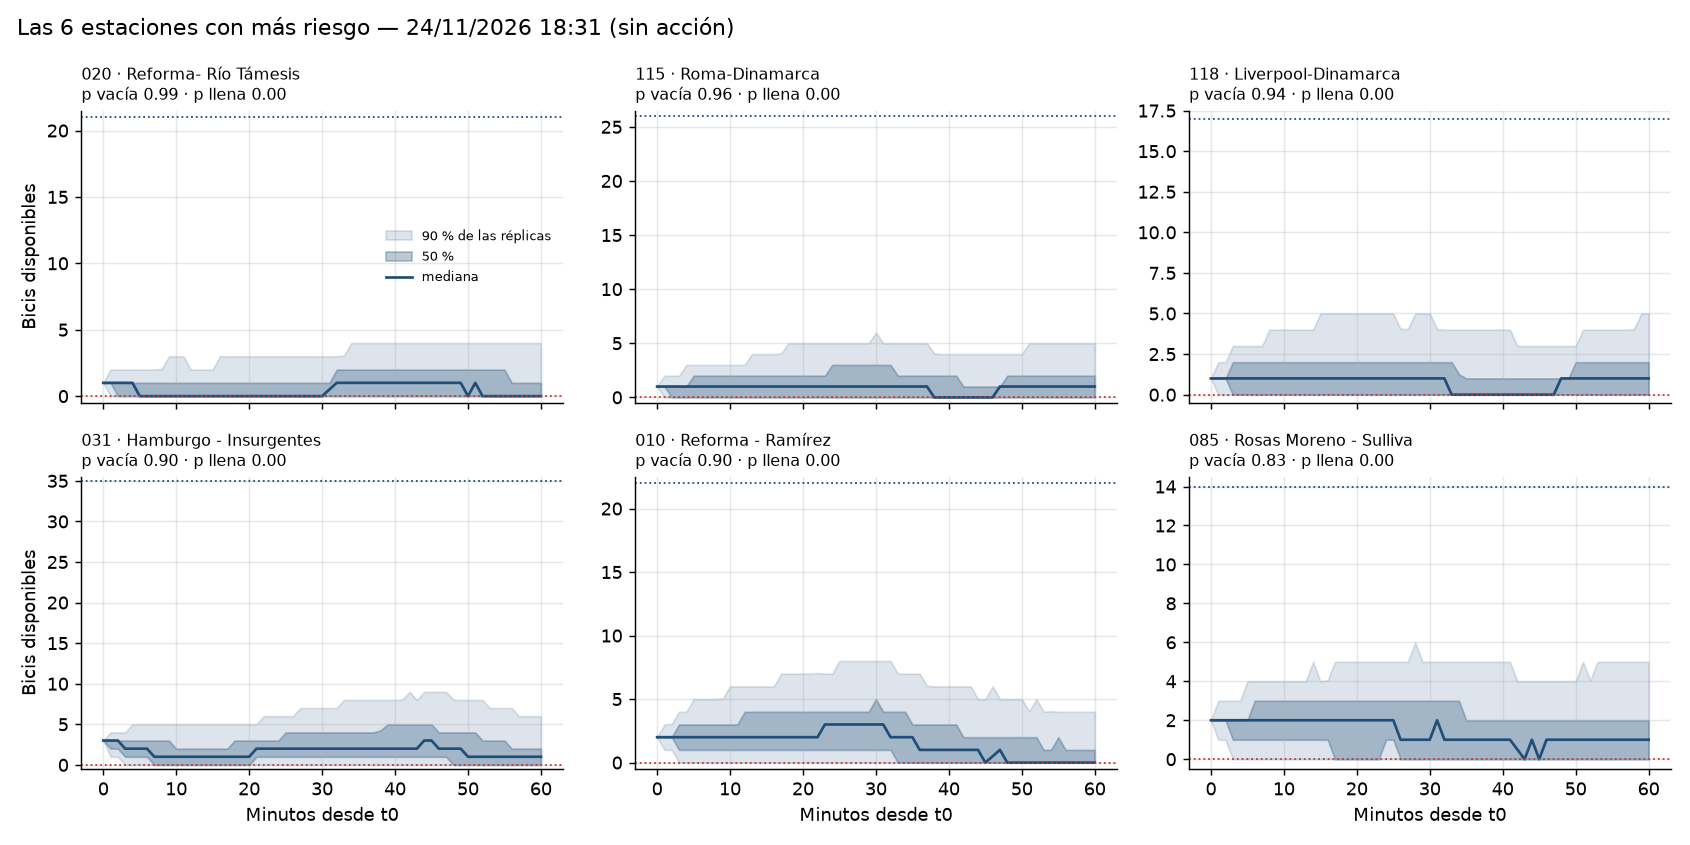 Las 6 estaciones con más riesgo — 24/11/2026 18:31 (sin acción)
020 · Reforma- Río Támesis
p vacía 0.99 · p llena 0.00
20
15
10
5
0
Bicis disponibles
90 % de las réplicas
50 %
mediana
115 · Roma-Dinamarca
p vacía 0.96 · p llena 0.00
25
20
15
10
5
0
118 · Liverpool-Dinamarca
p vacía 0.94 · p llena 0.00
17.5
15.0
12.5
10.0
7.5
5.0
2.5
0.0
031 · Hamburgo - Insurgentes
p vacía 0.90 · p llena 0.00
35
30
25
20
15
10
5
0
Bicis disponibles
0 10 20 30 40 50 60
Minutos desde t0
010 · Reforma - Ramírez
p vacía 0.90 · p llena 0.00
20
15
10
5
0
0 10 20 30 40 50 60
Minutos desde t0
085 · Rosas Moreno - Sulliva
p vacía 0.83 · p llena 0.00
14
12
10
8
6
4
2
0
0 10 20 30 40 50 60
Minutos desde t0